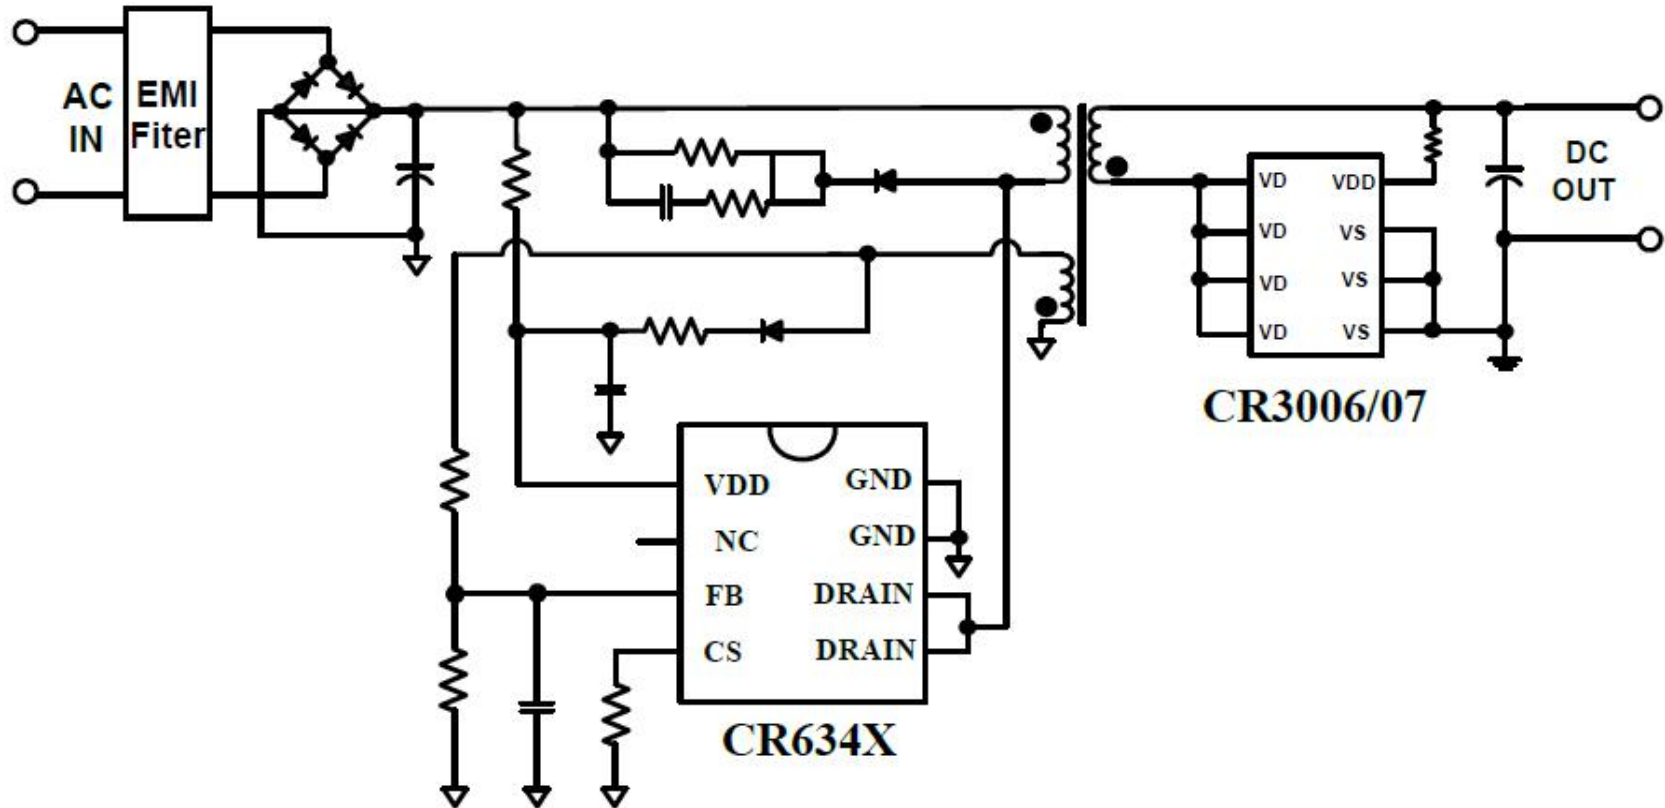 AC
IN
EMI
Fiter
DC
OUT
VD
VDD
VD
VS
VD
VS
VD
VS
CR3006/07
VDD
GND
NC
GND
FB
DRAIN
CS
DRAIN
CR634X